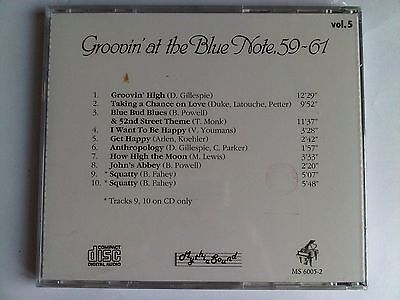 vol.5
Groovin' at the Blue Note, 59-61
1. Groovin' High (D. Gillespie) 12'29"
2. Taking a Chance on Love (Duke, Latouche, Fetter) 9'52"
3. Blue Bud Blues (B. Powell)
& 52nd Street Theme (T. Monk) 11'37"
4. I Want To Be Happy (V. Youmans) 3'28"
5. Get Happy (Arlen, Koehler) 2'42"
6. Anthropology (D. Gillespie, C. Parker) 1'57"
7. How High the Moon (M. Lewis) 3'33"
8. John's Abbey (B. Powell) 2'20"
9. * Squatty (B. Fahey) 5'07"
10. * Squatty (B. Fahey) 5'48"
* Tracks 9, 10 on CD only
COMPACT
disc
DIGITAL AUDIO
Mythic Sound
MS 6005-2